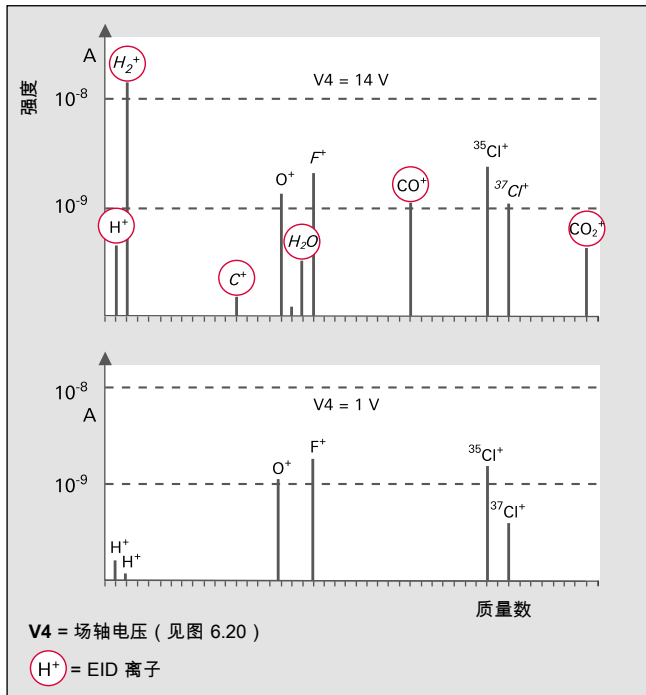 A
强度
H₂⁺
V4 = 14 V
10⁻⁸
³⁵Cl⁺
F⁺
O⁺
CO⁺
³⁷Cl⁺
10⁻⁹
H⁺
H₂O
CO₂⁺
C⁺
10⁻⁸
A
V4 = 1 V
F⁺
³⁵Cl⁺
O⁺
10⁻⁹
³⁷Cl⁺
H⁺
H⁺
质量数
V4 = 场轴电压（见图 6.20）
H⁺ = EID 离子